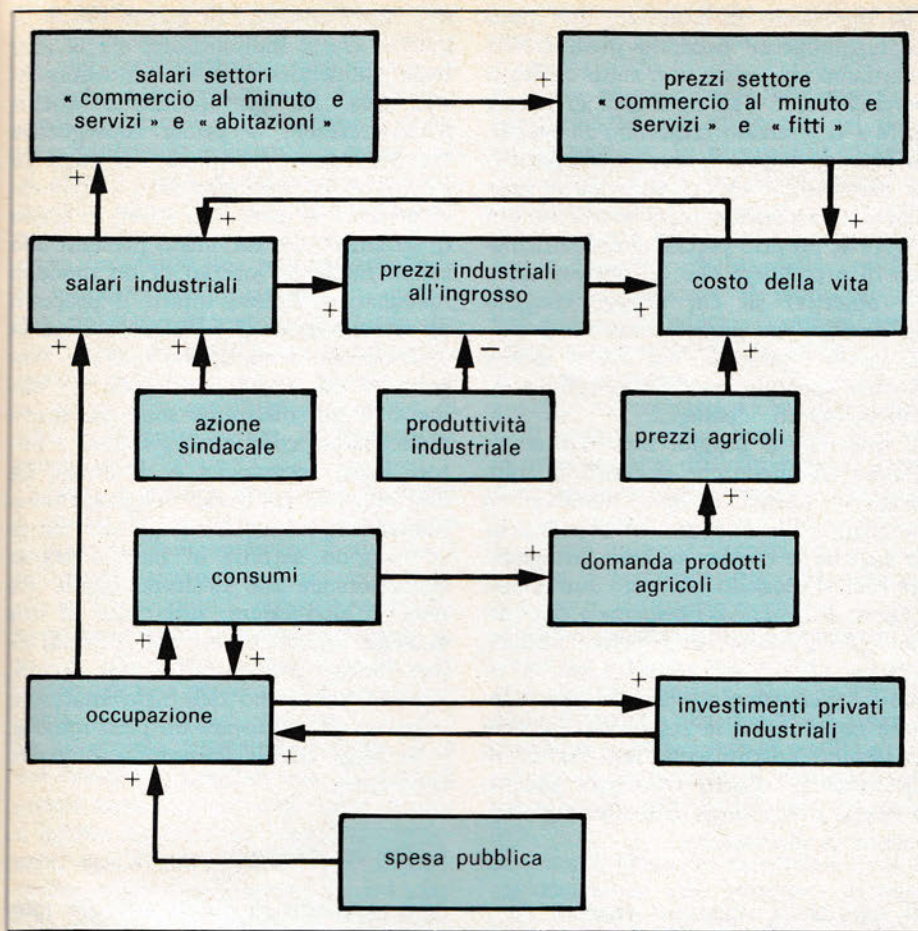 salari settori
« commercio al minuto e
servizi » e « abitazioni »
+
prezzi settore
« commercio al minuto e
servizi » e « fitti »
+
+
+
salari industriali
+
prezzi industriali
all'ingrosso
+
costo della vita
+
+
−
+
azione
sindacale
produttività
industriale
prezzi agricoli
+
consumi
+
domanda prodotti
agricoli
+
+
occupazione
+
investimenti privati
industriali
+
+
spesa pubblica